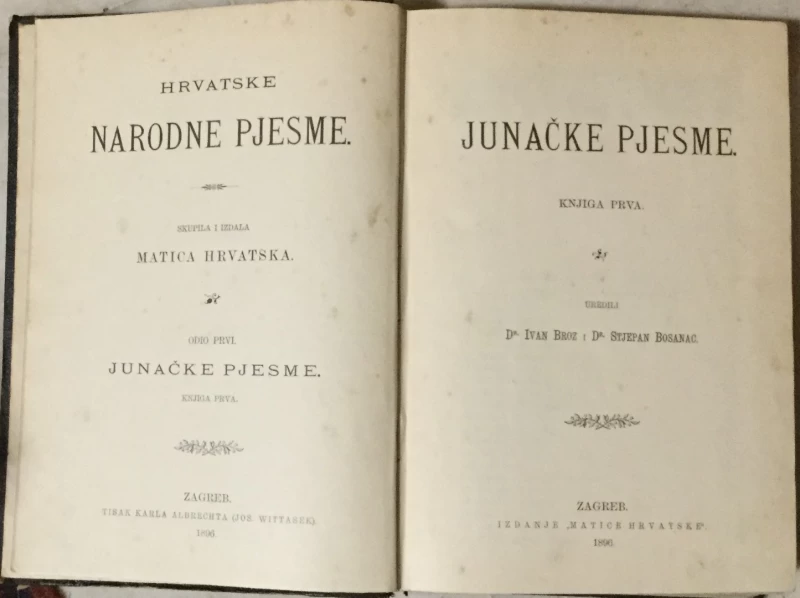 HRVATSKE
NARODNE PJESME.
SKUPILA I IZDALA
MATICA HRVATSKA.
ODIO PRVI.
JUNAČKE PJESME.
KNJIGA PRVA.
ZAGREB.
TISAK KARLA ALBRECHTA (JOS. WITTASEK).
1896.
JUNAČKE PJESME.
KNJIGA PRVA.
UREDILI
DR. IVAN BROZ I DR. STJEPAN BOSANAC.
ZAGREB.
IZDANJE „MATICE HRVATSKE“.
1896.